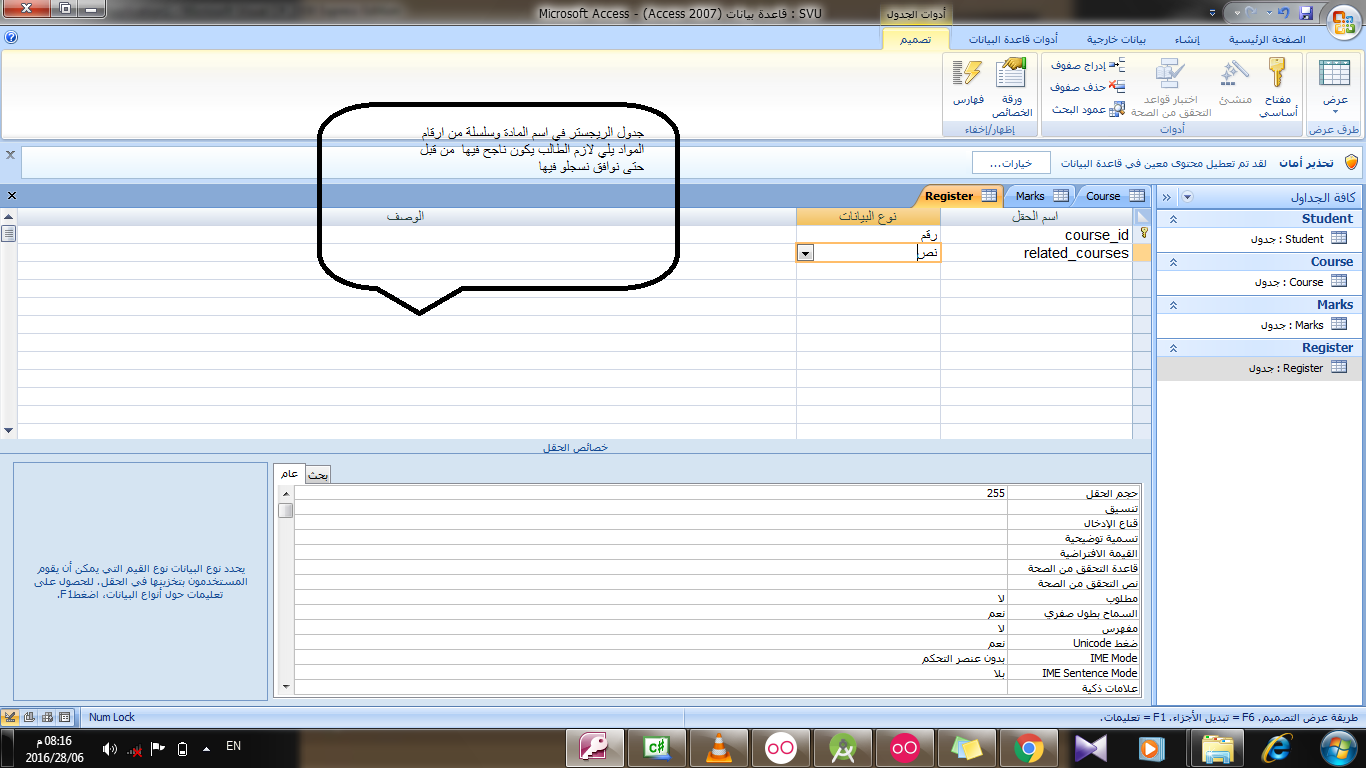 SVU : قاعدة بيانات (Access 2007) - Microsoft Access
أدوات الجدول
الصفحة الرئيسية
إنشاء
بيانات خارجية
أدوات قاعدة البيانات
تصميم
عرض
طرق عرض
مفتاح أساسي
منشئ
اختبار قواعد التحقق من الصحة
إدراج صفوف
حذف صفوف
عمود البحث
أدوات
ورقة الخصائص
فهارس
إظهار/إخفاء
جدول الريجستر في اسم المادة وسلسلة من ارقام
المواد يلي لازم الطالب يكون ناجح فيها من قبل
حتى نوافق نسجلو فيها
تحذير أمان
لقد تم تعطيل محتوى معين في قاعدة البيانات
خيارات...
كافة الجداول
Student
Student : جدول
Course
Course : جدول
Marks
Marks : جدول
Register
Register : جدول
Course
Marks
Register
اسم الحقل
نوع البيانات
الوصف
course_id
رقم
related_courses
نص
خصائص الحقل
عام
بحث
حجم الحقل
255
تنسيق
قناع الإدخال
تسمية توضيحية
القيمة الافتراضية
قاعدة التحقق من الصحة
نص التحقق من الصحة
مطلوب
لا
السماح بطول صفري
نعم
مفهرس
لا
ضغط Unicode
نعم
IME Mode
بدون عنصر التحكم
IME Sentence Mode
بلا
علامات ذكية
يحدد نوع البيانات نوع القيم التي يمكن أن يقوم
المستخدمون بتخزينها في الحقل. للحصول على
تعليمات حول أنواع البيانات، اضغط F1.
طريقة عرض التصميم. F6 = تبديل الأجزاء. F1 = تعليمات.
Num Lock
EN
08:16 م
2016/28/06